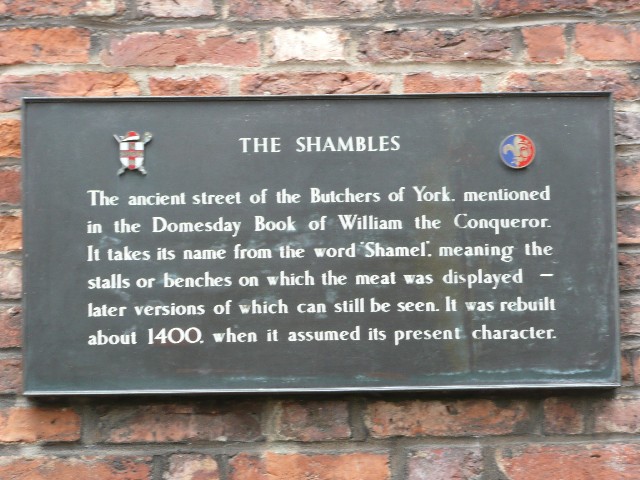 THE SHAMBLES
The ancient street of the Butchers of York, mentioned
in the Domesday Book of William the Conqueror.
It takes its name from the word 'Shamel', meaning the
stalls or benches on which the meat was displayed –
later versions of which can still be seen. It was rebuilt
about 1400, when it assumed its present character.